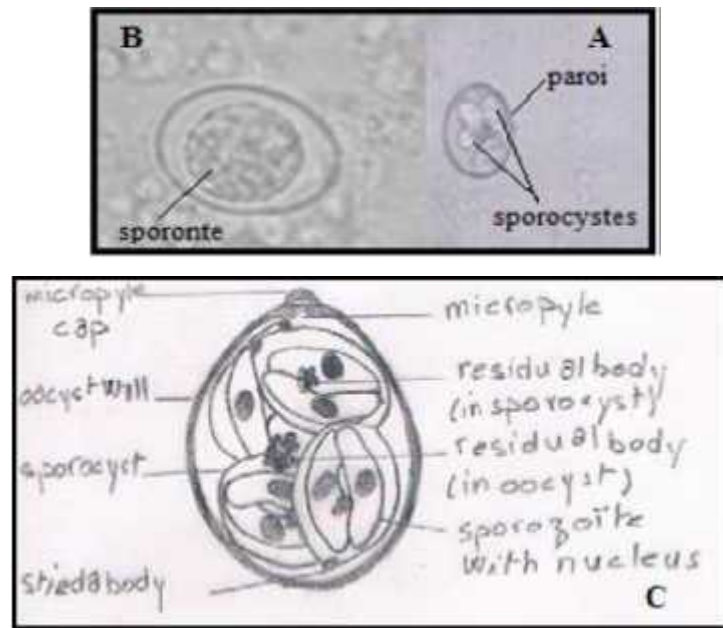 B
A
paroi
sporonte
sporocystes
micropyle
cap
micropyle
oocyst wall
residual body
(in sporocyst)
sporocyst
residual body
(in oocyst)
sporozoite
with nucleus
stieda body
C